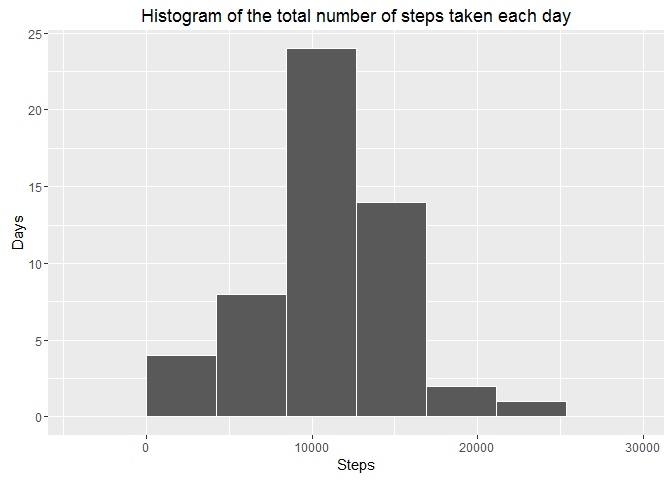 Histogram of the total number of steps taken each day
25
20
15
10
5
0
Days
0 10000 20000 30000
Steps